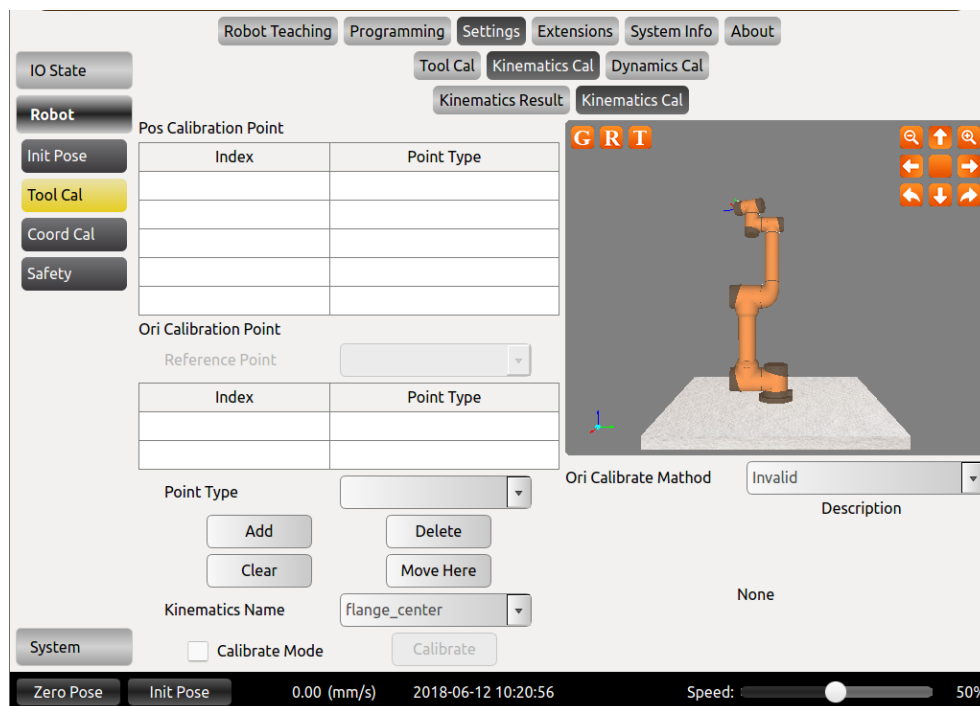 Robot Teaching Programming Settings Extensions System Info About
IO State
Robot
Init Pose
Tool Cal
Coord Cal
Safety
System
Tool Cal Kinematics Cal Dynamics Cal
Kinematics Result Kinematics Cal
Pos Calibration Point
Index Point Type
Ori Calibration Point
Reference Point
Index Point Type
Point Type
Add Delete
Clear Move Here
Kinematics Name flange_center
Calibrate Mode Calibrate
G R T
Ori Calibrate Mathod Invalid
Description
None
Zero Pose Init Pose 0.00 (mm/s) 2018-06-12 10:20:56 Speed: 50%